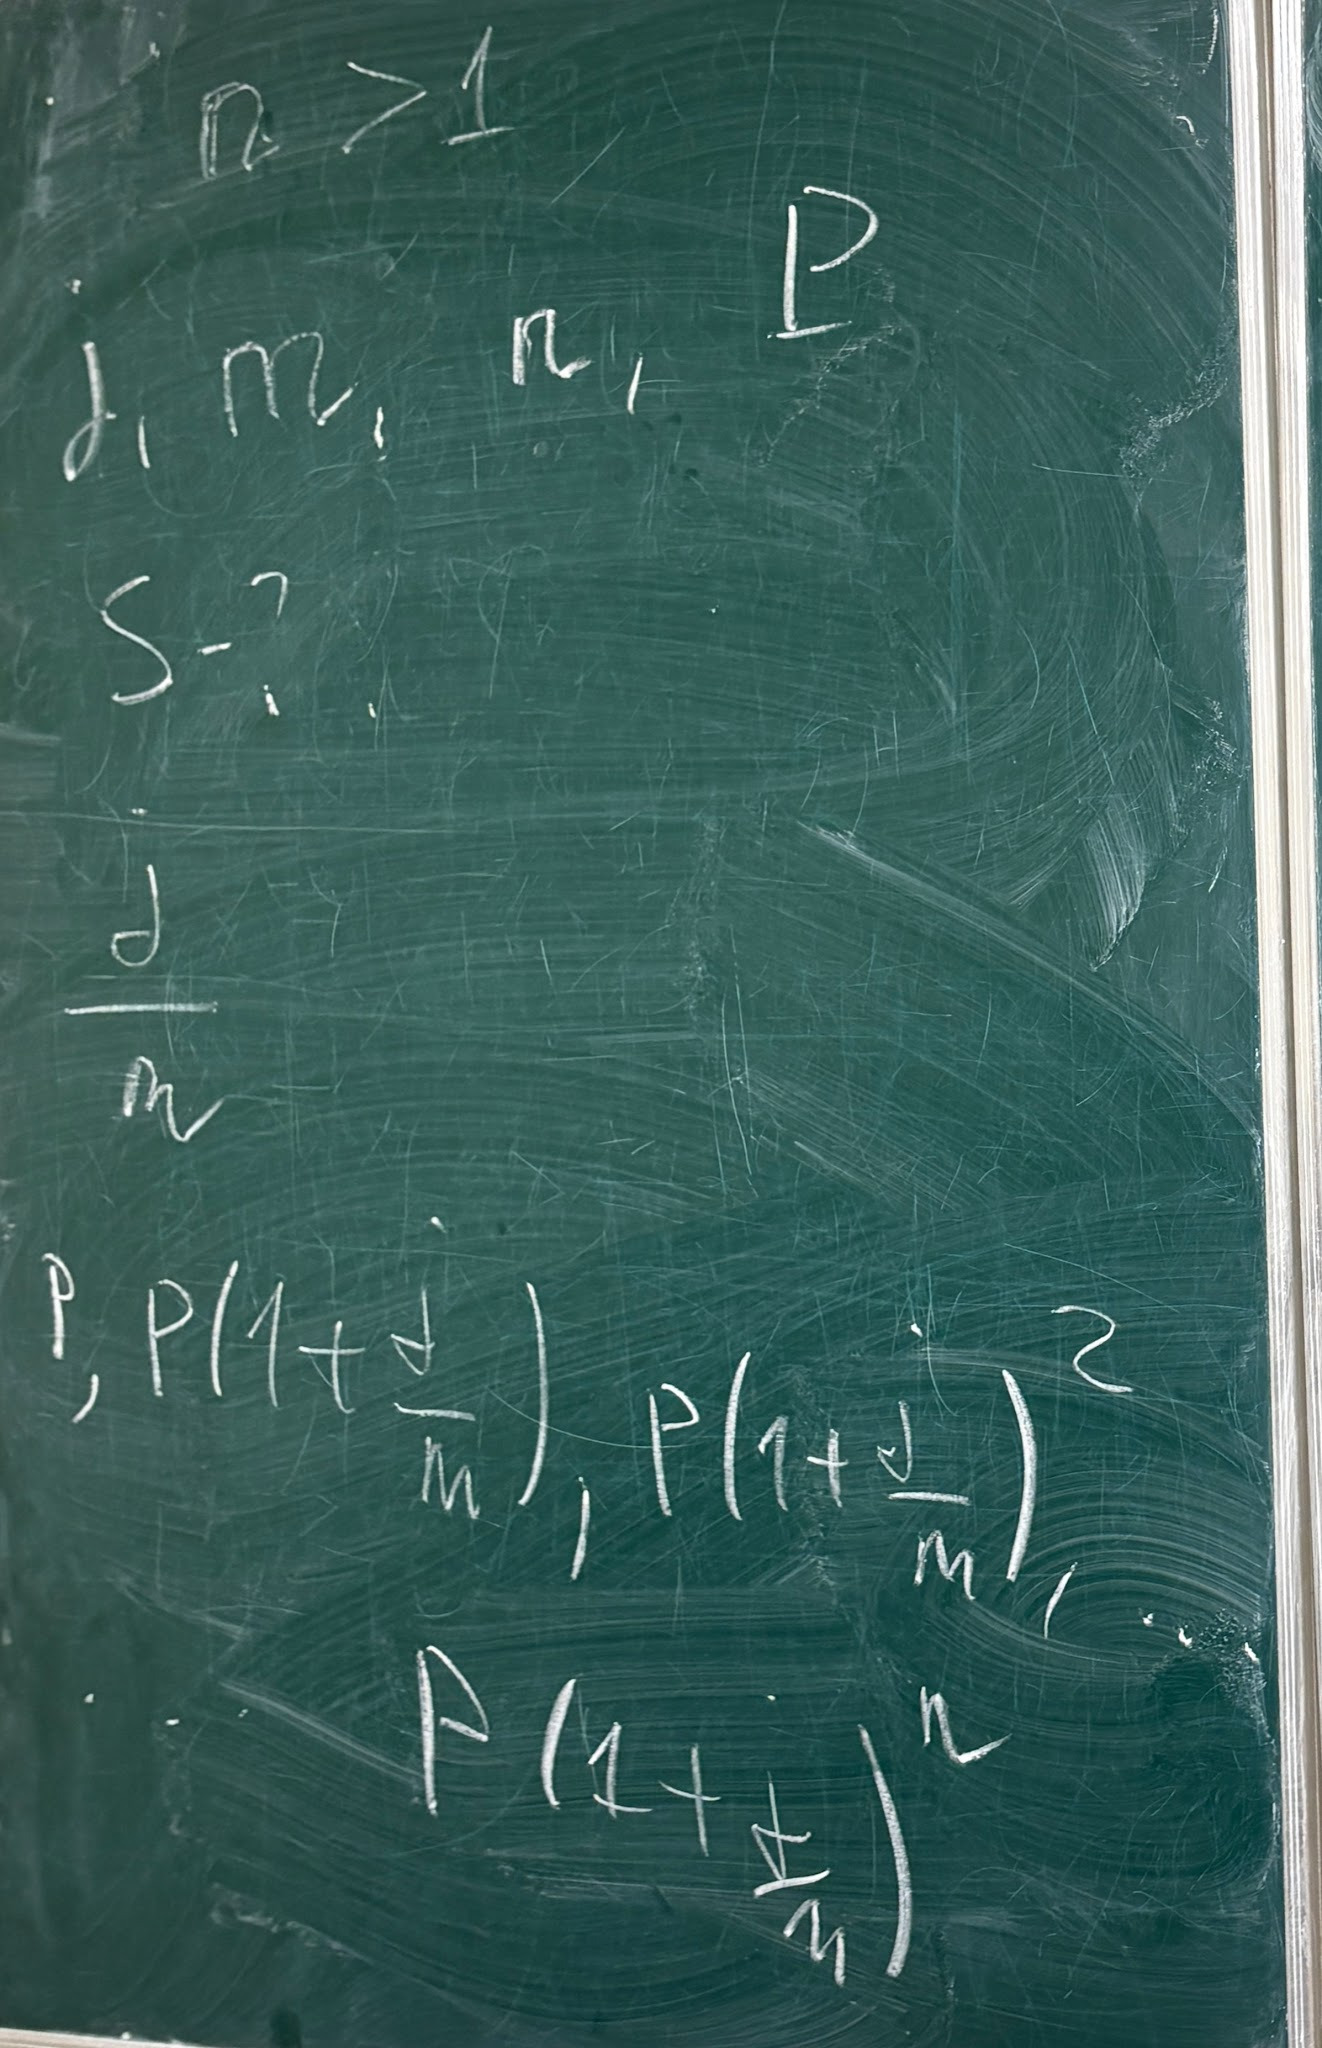 n > 1
j, m, n, P
S - ?
j/m
P, P(1 + j/m), P(1 + j/m)², ...
P(1 + j/m)ⁿ